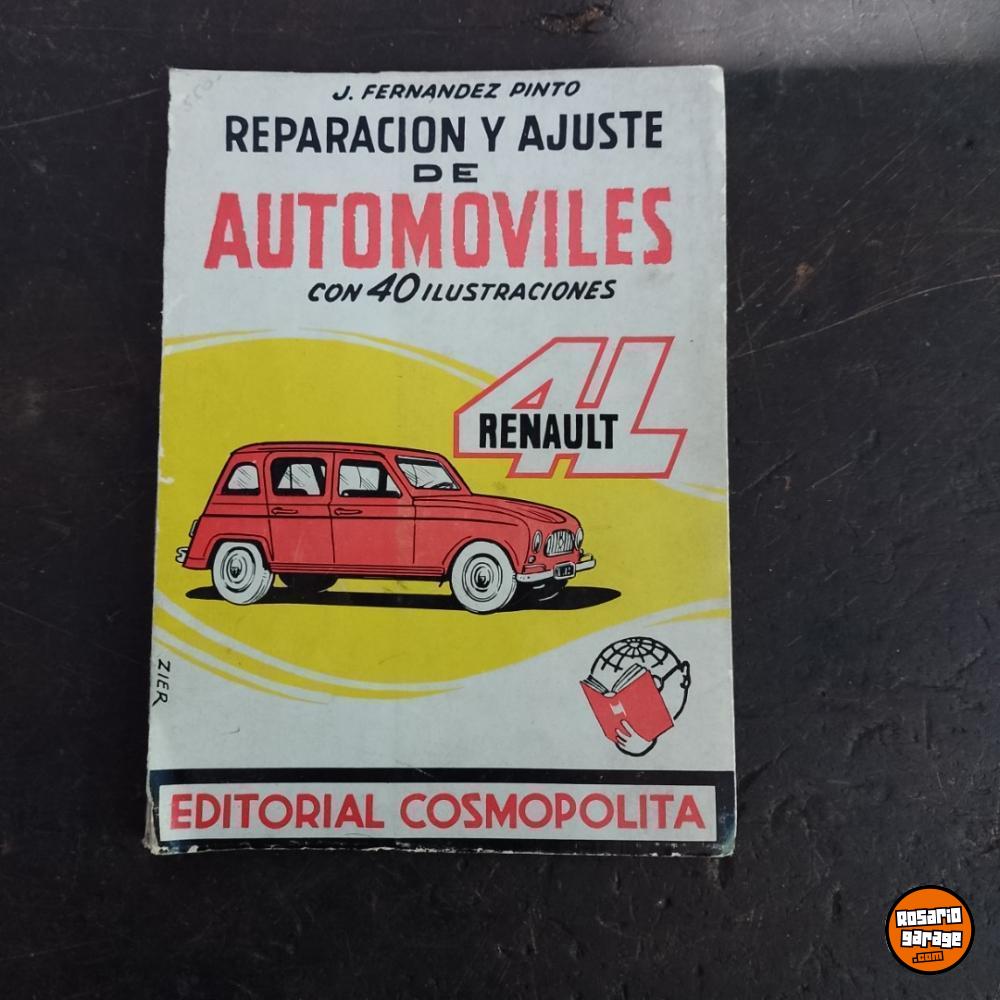 J. FERNANDEZ PINTO
REPARACION Y AJUSTE
DE
AUTOMOVILES
CON 40 ILUSTRACIONES
4L
RENAULT
ZIER
EDITORIAL COSMOPOLITA
Rosario
garage
.com